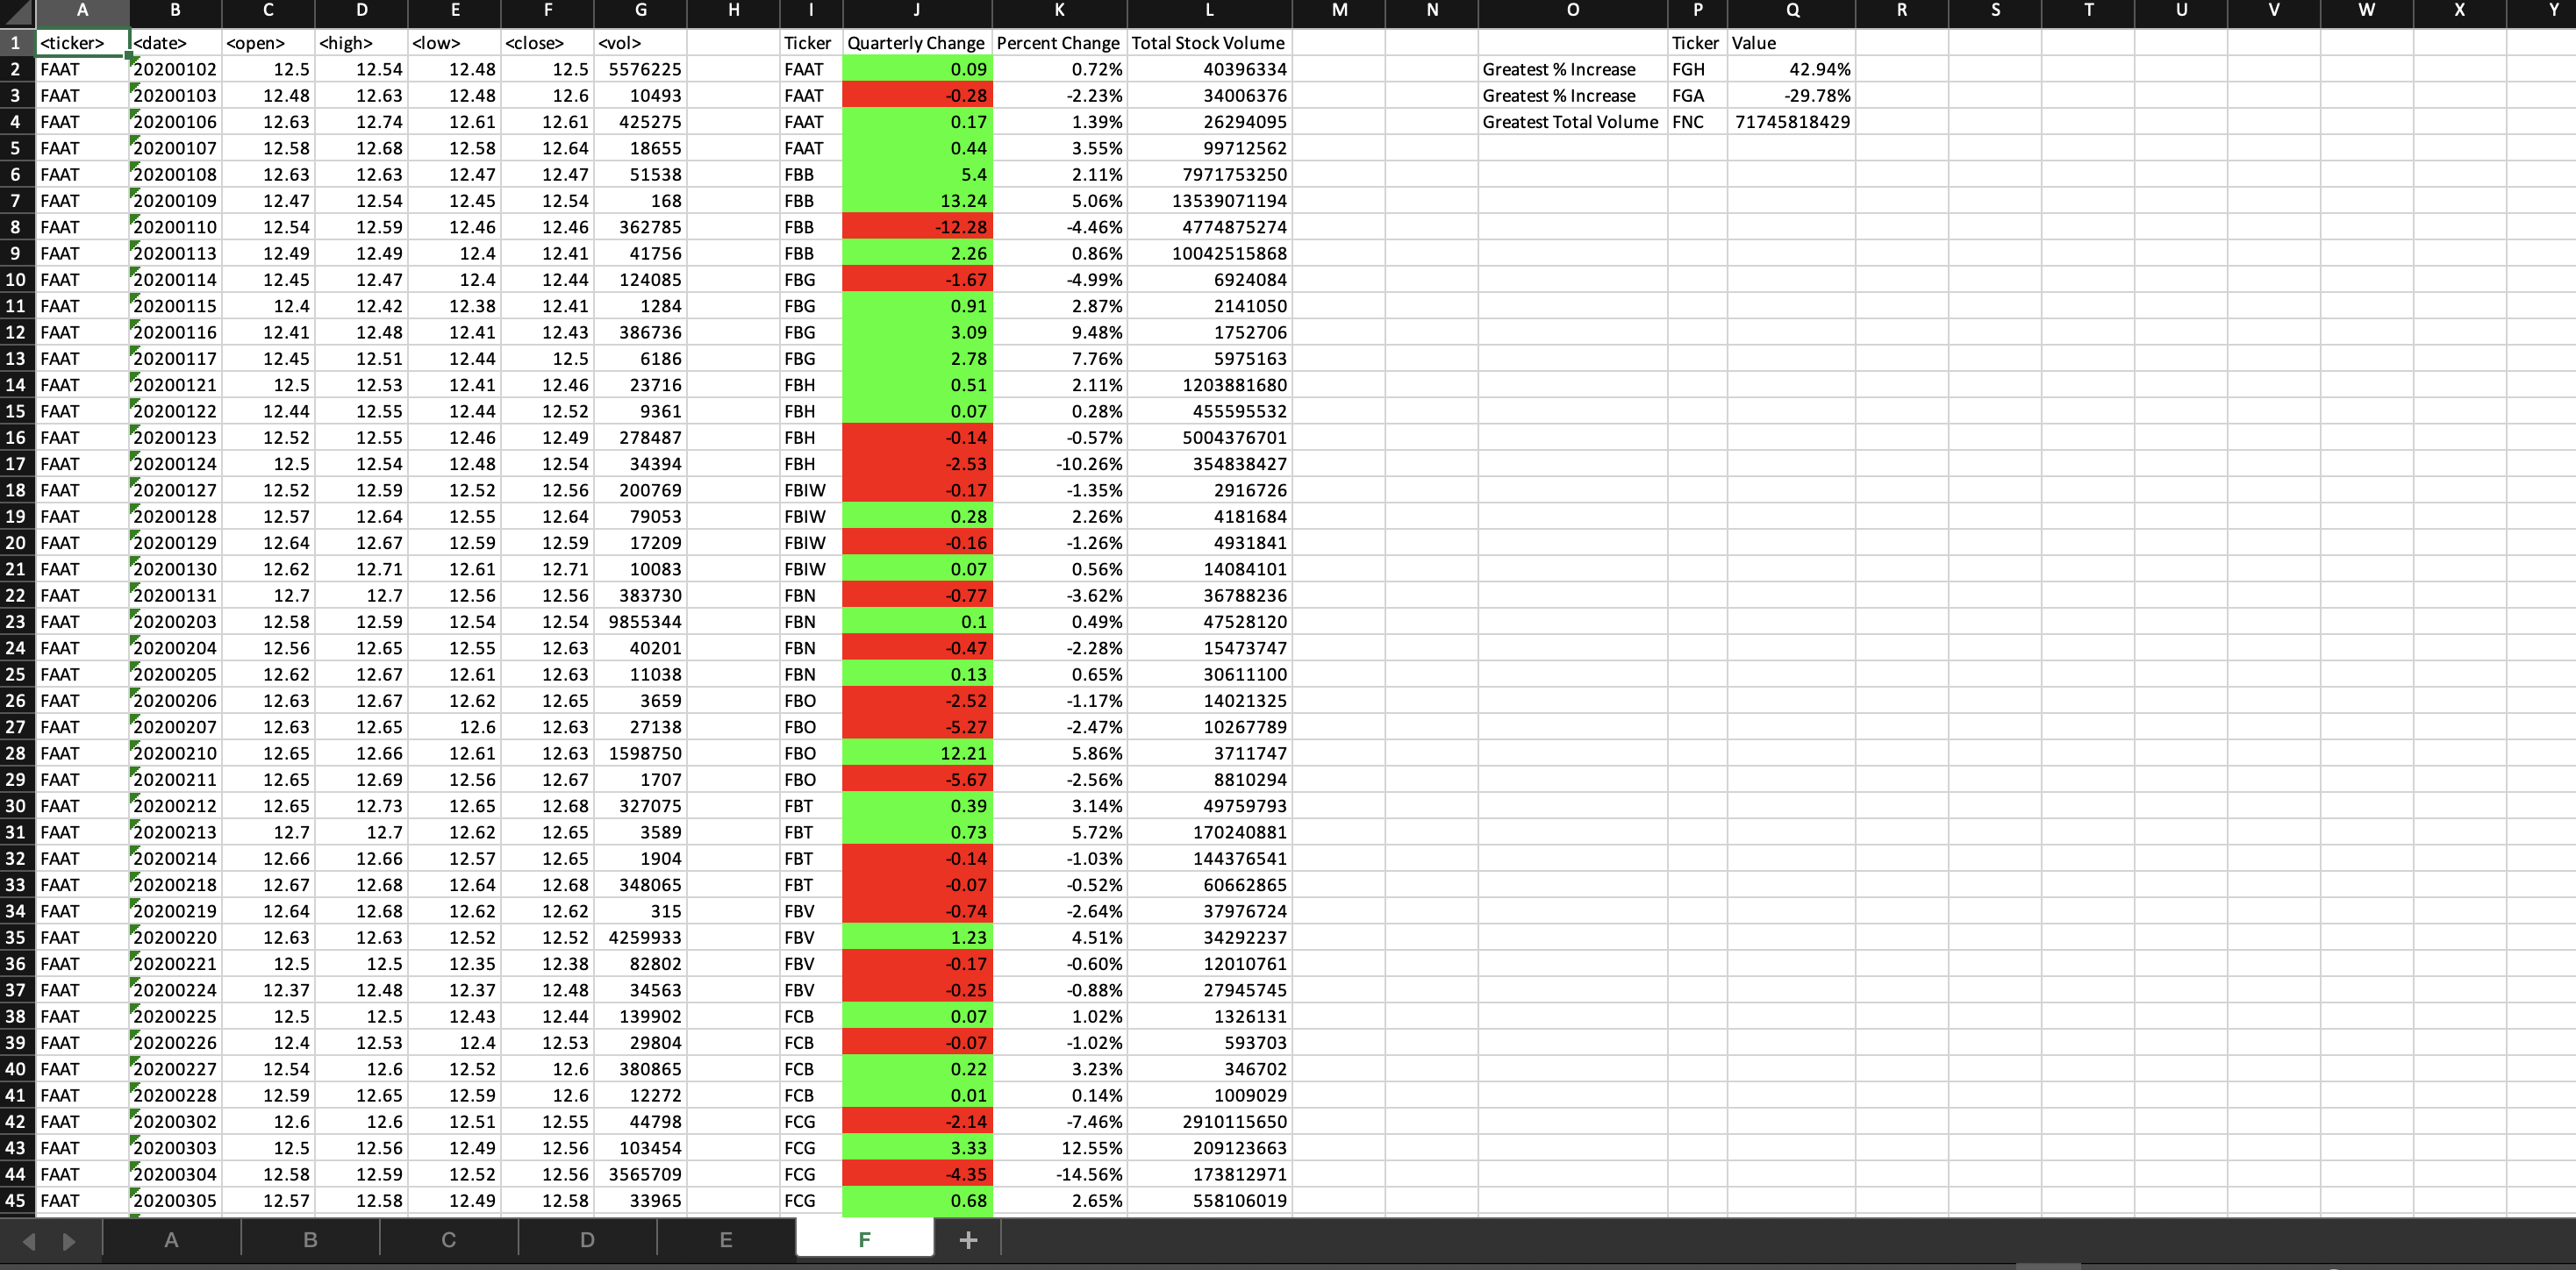 A B C D E F G H I J K L M N O P Q R S T U V W X Y
1 <ticker> <date> <open> <high> <low> <close> <vol> Ticker Quarterly Change Percent Change Total Stock Volume Ticker Value
2 FAAT 20200102 12.5 12.54 12.48 12.5 5576225 FAAT 0.09 0.72% 40396334 Greatest % Increase FGH 42.94%
3 FAAT 20200103 12.48 12.63 12.48 12.6 10493 FAAT -0.28 -2.23% 34006376 Greatest % Increase FGA -29.78%
4 FAAT 20200106 12.63 12.74 12.61 12.61 425275 FAAT 0.17 1.39% 26294095 Greatest Total Volume FNC 71745818429
5 FAAT 20200107 12.58 12.68 12.58 12.64 18655 FAAT 0.44 3.55% 99712562
6 FAAT 20200108 12.63 12.63 12.47 12.47 51538 FBB 5.4 2.11% 7971753250
7 FAAT 20200109 12.47 12.54 12.45 12.54 168 FBB 13.24 5.06% 13539071194
8 FAAT 20200110 12.54 12.59 12.46 12.46 362785 FBB -12.28 -4.46% 4774875274
9 FAAT 20200113 12.49 12.49 12.4 12.41 41756 FBB 2.26 0.86% 10042515868
10 FAAT 20200114 12.45 12.47 12.4 12.44 124085 FBG -1.67 -4.99% 6924084
11 FAAT 20200115 12.4 12.42 12.38 12.41 1284 FBG 0.91 2.87% 2141050
12 FAAT 20200116 12.41 12.48 12.41 12.43 386736 FBG 3.09 9.48% 1752706
13 FAAT 20200117 12.45 12.51 12.44 12.5 6186 FBG 2.78 7.76% 5975163
14 FAAT 20200121 12.5 12.53 12.41 12.46 23716 FBH 0.51 2.11% 1203881680
15 FAAT 20200122 12.44 12.55 12.44 12.52 9361 FBH 0.07 0.28% 455595532
16 FAAT 20200123 12.52 12.55 12.46 12.49 278487 FBH -0.14 -0.57% 5004376701
17 FAAT 20200124 12.5 12.54 12.48 12.54 34394 FBH -2.53 -10.26% 354838427
18 FAAT 20200127 12.52 12.59 12.52 12.56 200769 FBIW -0.17 -1.35% 2916726
19 FAAT 20200128 12.57 12.64 12.55 12.64 79053 FBIW 0.28 2.26% 4181684
20 FAAT 20200129 12.64 12.67 12.59 12.59 17209 FBIW -0.16 -1.26% 4931841
21 FAAT 20200130 12.62 12.71 12.61 12.71 10083 FBIW 0.07 0.56% 14084101
22 FAAT 20200131 12.7 12.7 12.56 12.56 383730 FBN -0.77 -3.62% 36788236
23 FAAT 20200203 12.58 12.59 12.54 12.54 9855344 FBN 0.1 0.49% 47528120
24 FAAT 20200204 12.56 12.65 12.55 12.63 40201 FBN -0.47 -2.28% 15473747
25 FAAT 20200205 12.62 12.67 12.61 12.63 11038 FBN 0.13 0.65% 30611100
26 FAAT 20200206 12.63 12.67 12.62 12.65 3659 FBO -2.52 -1.17% 14021325
27 FAAT 20200207 12.63 12.65 12.6 12.63 27138 FBO -5.27 -2.47% 10267789
28 FAAT 20200210 12.65 12.66 12.61 12.63 1598750 FBO 12.21 5.86% 3711747
29 FAAT 20200211 12.65 12.69 12.56 12.67 1707 FBO -5.67 -2.56% 8810294
30 FAAT 20200212 12.65 12.73 12.65 12.68 327075 FBT 0.39 3.14% 49759793
31 FAAT 20200213 12.7 12.7 12.62 12.65 3589 FBT 0.73 5.72% 170240881
32 FAAT 20200214 12.66 12.66 12.57 12.65 1904 FBT -0.14 -1.03% 144376541
33 FAAT 20200218 12.67 12.68 12.64 12.68 348065 FBT -0.07 -0.52% 60662865
34 FAAT 20200219 12.64 12.68 12.62 12.62 315 FBV -0.74 -2.64% 37976724
35 FAAT 20200220 12.63 12.63 12.52 12.52 4259933 FBV 1.23 4.51% 34292237
36 FAAT 20200221 12.5 12.5 12.35 12.38 82802 FBV -0.17 -0.60% 12010761
37 FAAT 20200224 12.37 12.48 12.37 12.48 34563 FBV -0.25 -0.88% 27945745
38 FAAT 20200225 12.5 12.5 12.43 12.44 139902 FCB 0.07 1.02% 1326131
39 FAAT 20200226 12.4 12.53 12.4 12.53 29804 FCB -0.07 -1.02% 593703
40 FAAT 20200227 12.54 12.6 12.52 12.6 380865 FCB 0.22 3.23% 346702
41 FAAT 20200228 12.59 12.65 12.59 12.6 12272 FCB 0.01 0.14% 1009029
42 FAAT 20200302 12.6 12.6 12.51 12.55 44798 FCG -2.14 -7.46% 2910115650
43 FAAT 20200303 12.5 12.56 12.49 12.56 103454 FCG 3.33 12.55% 209123663
44 FAAT 20200304 12.58 12.59 12.52 12.56 3565709 FCG -4.35 -14.56% 173812971
45 FAAT 20200305 12.57 12.58 12.49 12.58 33965 FCG 0.68 2.65% 558106019
A B C D E F +